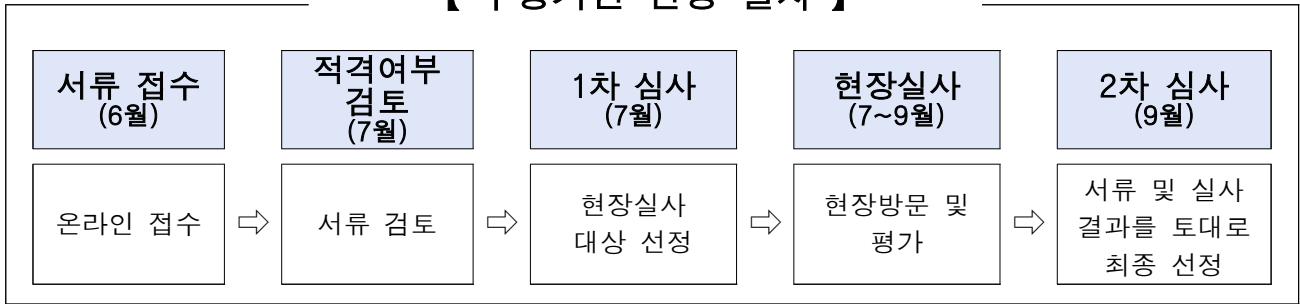 서류 접수
(6월)
적격여부
검토
(7월)
1차 심사
(7월)
현장실사
(7~9월)
2차 심사
(9월)
온라인 접수
⇨
서류 검토
⇨
현장실사
대상 선정
⇨
현장방문 및
평가
⇨
서류 및 실사
결과를 토대로
최종 선정